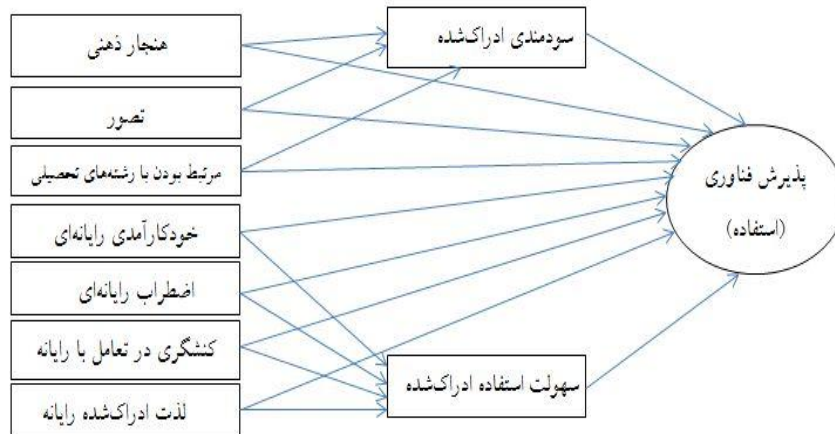 هنجار ذهنی
سودمندی ادراک‌شده
تصور
مرتبط بودن با رشته‌های تحصیلی
پذیرش فناوری
(استفاده)
خودکارآمدی رایانه‌ای
اضطراب رایانه‌ای
کنشگری در تعامل با رایانه
سهولت استفاده ادراک‌شده
لذت ادراک‌شده رایانه